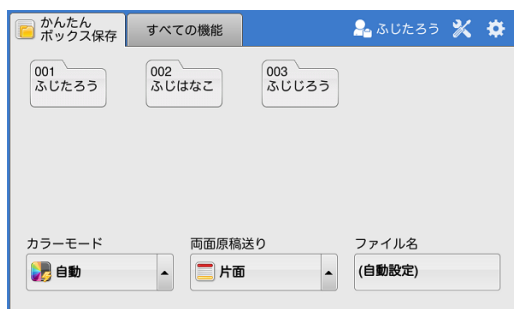 かんたん
ボックス保存
すべての機能
ふじたろう
001
ふじたろう
002
ふじはなこ
003
ふじじろう
カラーモード
両面原稿送り
ファイル名
自動
片面
(自動設定)